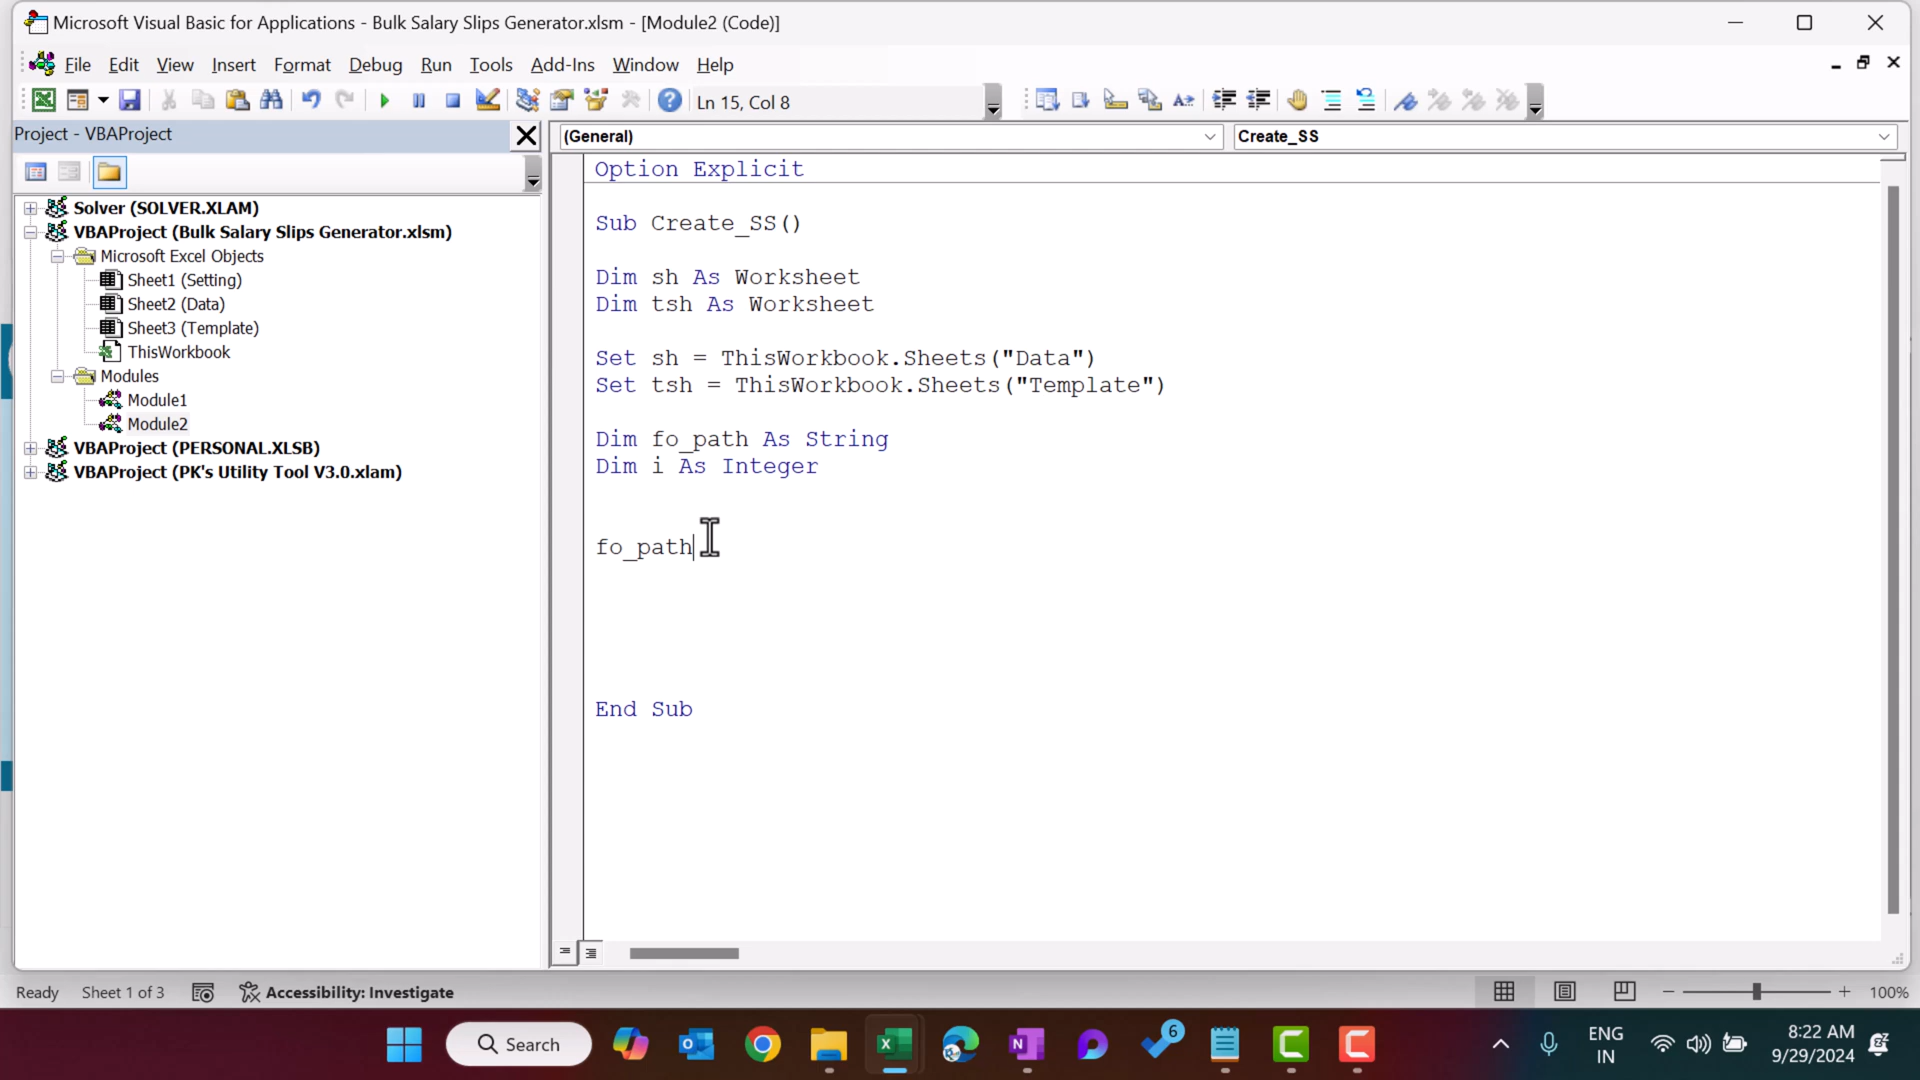 Microsoft Visual Basic for Applications - Bulk Salary Slips Generator.xlsm - [Module2 (Code)]
File Edit View Insert Format Debug Run Tools Add-Ins Window Help
Ln 15, Col 8
Project - VBAProject
(General)
Create_SS
Solver (SOLVER.XLAM)
VBAProject (Bulk Salary Slips Generator.xlsm)
Microsoft Excel Objects
Sheet1 (Setting)
Sheet2 (Data)
Sheet3 (Template)
ThisWorkbook
Modules
Module1
Module2
VBAProject (PERSONAL.XLSB)
VBAProject (PK's Utility Tool V3.0.xlam)
Option Explicit
Sub Create_SS()
Dim sh As Worksheet
Dim tsh As Worksheet
Set sh = ThisWorkbook.Sheets("Data")
Set tsh = ThisWorkbook.Sheets("Template")
Dim fo_path As String
Dim i As Integer
fo_path
End Sub
Ready Sheet 1 of 3 Accessibility: Investigate
100%
Search
6
ENG
IN
8:22 AM
9/29/2024